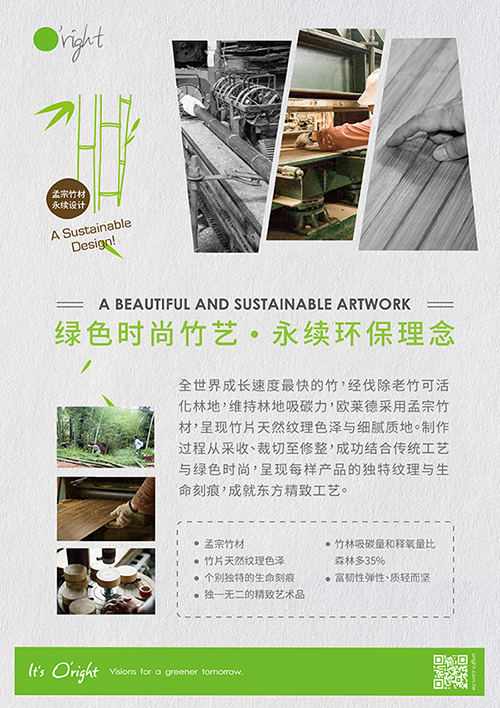 O'right
孟宗竹材
永续设计
A Sustainable
Design!
A BEAUTIFUL AND SUSTAINABLE ARTWORK
绿色时尚竹艺·永续环保理念
全世界成长速度最快的竹,经伐除老竹可活
化林地,维持林地吸碳力,欧莱德采用孟宗竹
材,呈现竹片天然纹理色泽与细腻质地。制作
过程从采收、裁切至修整,成功结合传统工艺
与绿色时尚,呈现每样产品的独特纹理与生
命刻痕,成就东方精致工艺。
• 孟宗竹材
• 竹片天然纹理色泽
• 个别独特的生命刻痕
• 独一无二的精致艺术品
• 竹林吸碳量和释氧量比
森林多35%
• 富韧性弹性、质轻而坚
It's O'right
Visions for a greener tomorrow.
oright.com.tw